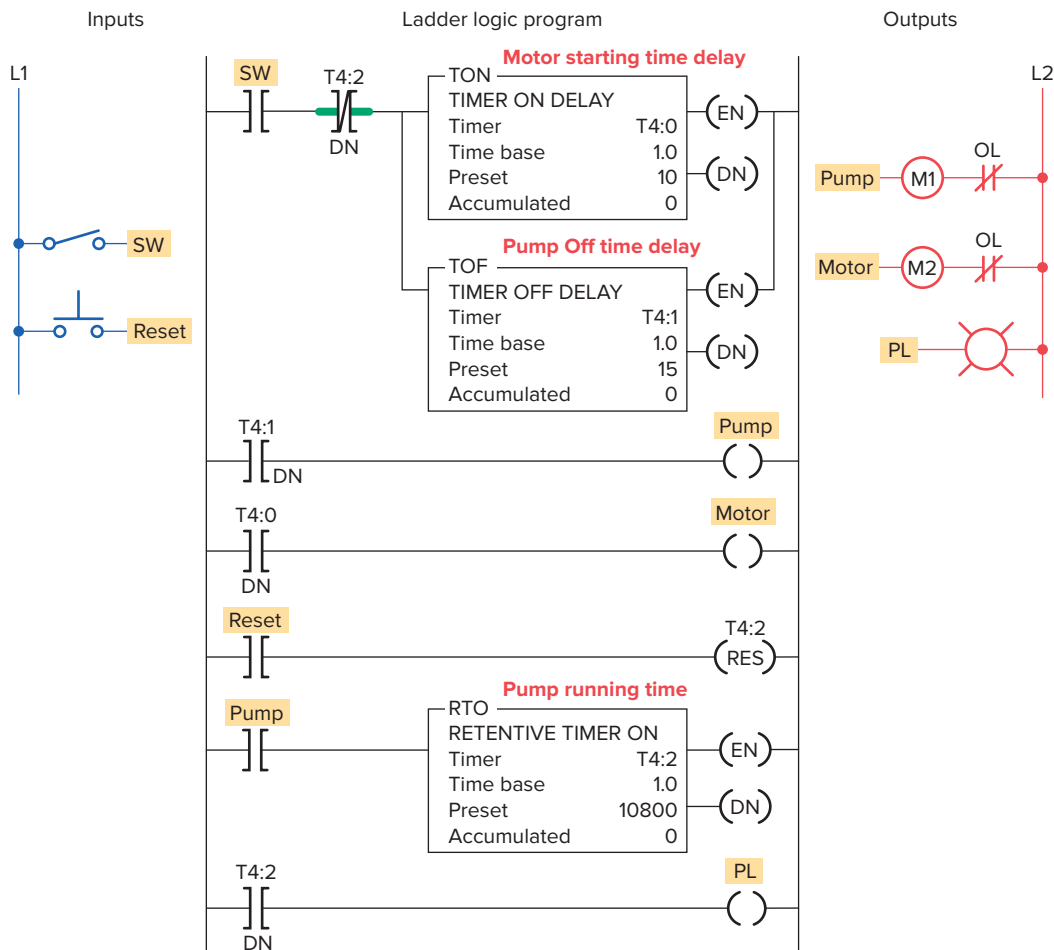 Inputs
Ladder logic program
Outputs
L1
L2
SW
T4:2
DN
Motor starting time delay
TON
TIMER ON DELAY
Timer T4:0
Time base 1.0
Preset 10
Accumulated 0
EN
DN
Pump Off time delay
TOF
TIMER OFF DELAY
Timer T4:1
Time base 1.0
Preset 15
Accumulated 0
EN
DN
SW
Reset
Pump M1 OL
Motor M2 OL
PL
T4:1
DN
Pump
T4:0
DN
Motor
Reset
T4:2
RES
Pump
Pump running time
RTO
RETENTIVE TIMER ON
Timer T4:2
Time base 1.0
Preset 10800
Accumulated 0
EN
DN
T4:2
DN
PL